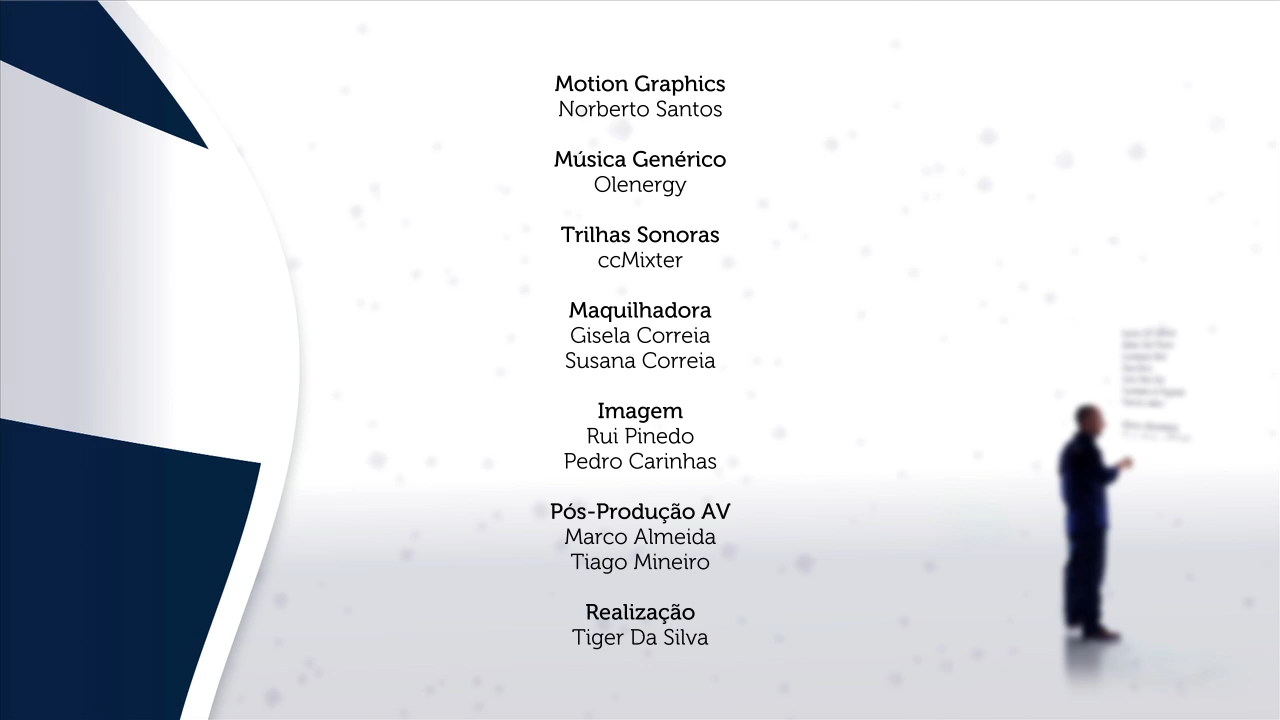 Motion Graphics
Norberto Santos
Música Genérico
Olenergy
Trilhas Sonoras
ccMixter
Maquilhadora
Gisela Correia
Susana Correia
Imagem
Rui Pinedo
Pedro Carinhas
Pós-Produção AV
Marco Almeida
Tiago Mineiro
Realização
Tiger Da Silva